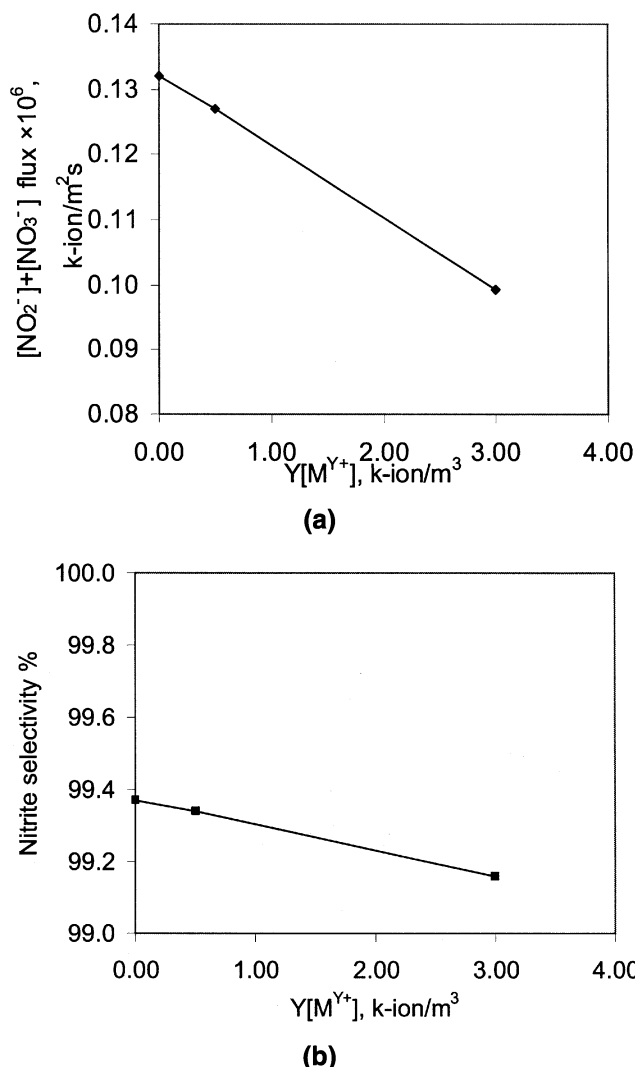 [NO₂⁻]+[NO₃⁻] flux ×10⁶,
k-ion/m²s
0.14
0.13
0.12
0.11
0.10
0.09
0.08
0.00 1.00 2.00 3.00 4.00
Y[Mʸ⁺], k-ion/m³
(a)
Nitrite selectivity %
100.0
99.8
99.6
99.4
99.2
99.0
0.00 1.00 2.00 3.00 4.00
Y[Mʸ⁺], k-ion/m³
(b)